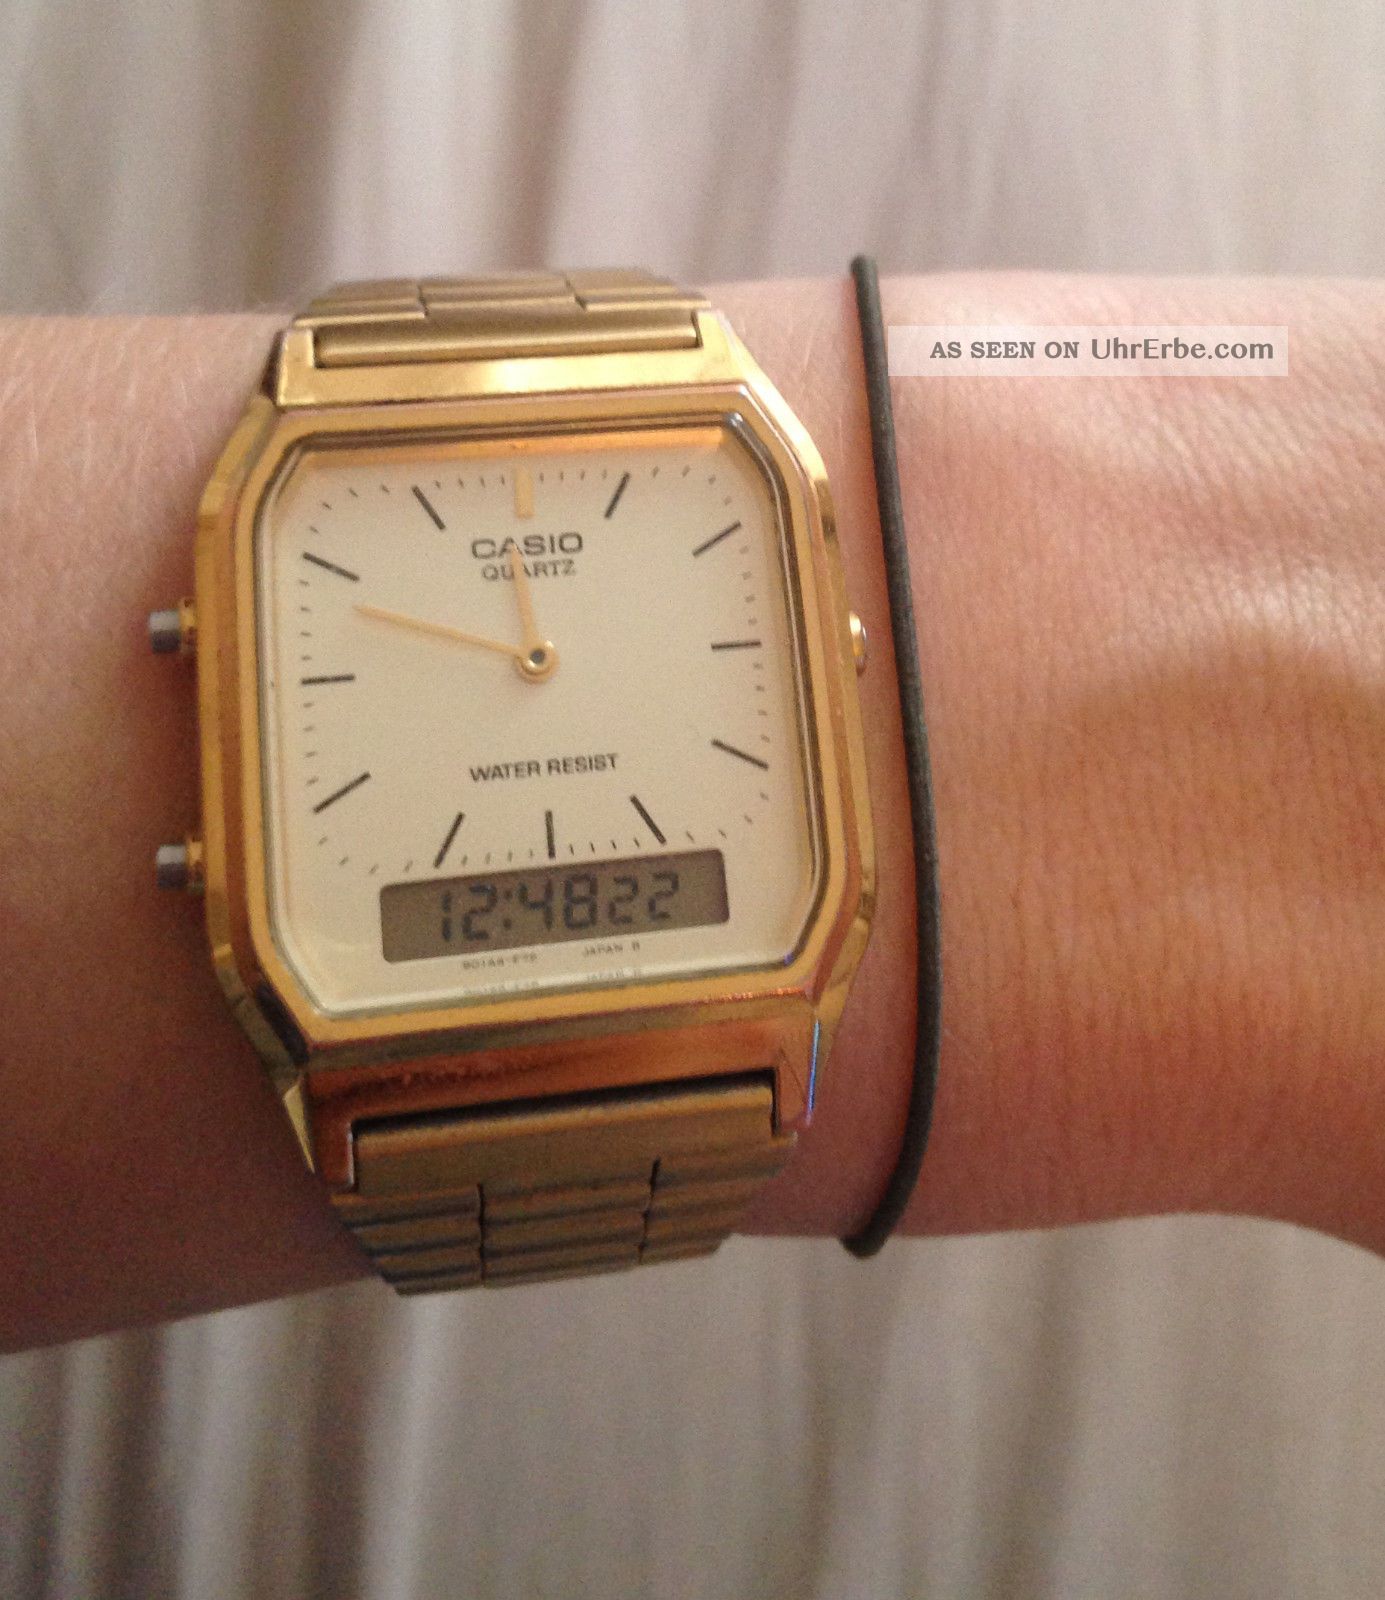 AS SEEN ON UhrErbe.com
CASIO
QUARTZ
WATER RESIST
12:48 22
JAPAN